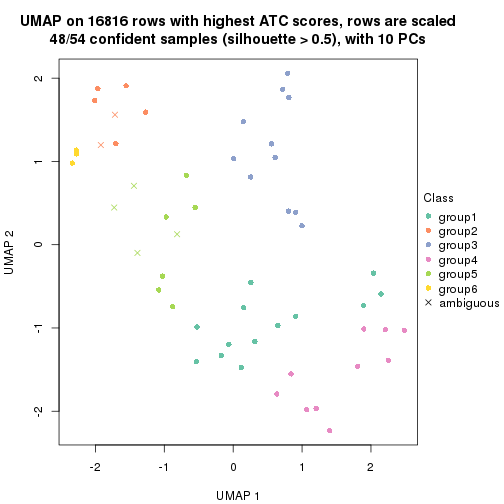 UMAP on 16816 rows with highest ATC scores, rows are scaled
48/54 confident samples (silhouette > 0.5), with 10 PCs
2
1
0
-1
-2
UMAP 2
-2
-1
0
1
2
UMAP 1
Class
group1
group2
group3
group4
group5
group6
ambiguous